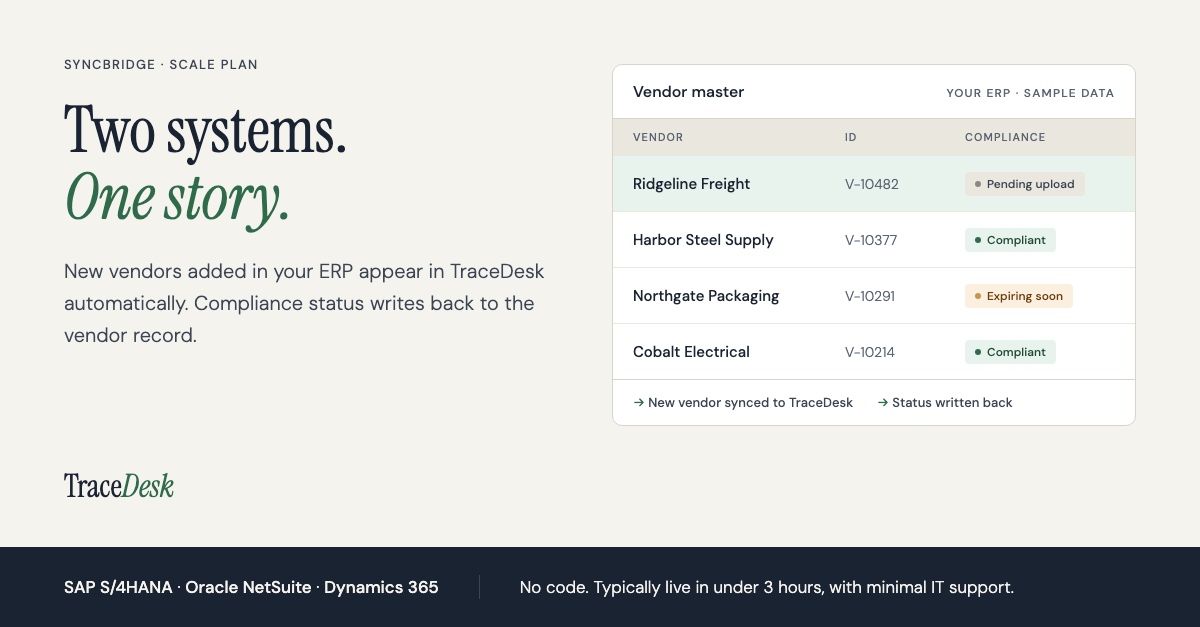 SYNCBRIDGE · SCALE PLAN
Two systems.
One story.
New vendors added in your ERP appear in TraceDesk
automatically. Compliance status writes back to the
vendor record.
TraceDesk
Vendor master
YOUR ERP · SAMPLE DATA
VENDOR ID COMPLIANCE
Ridgeline Freight V-10482 Pending upload
Harbor Steel Supply V-10377 Compliant
Northgate Packaging V-10291 Expiring soon
Cobalt Electrical V-10214 Compliant
→ New vendor synced to TraceDesk → Status written back
SAP S/4HANA · Oracle NetSuite · Dynamics 365
No code. Typically live in under 3 hours, with minimal IT support.